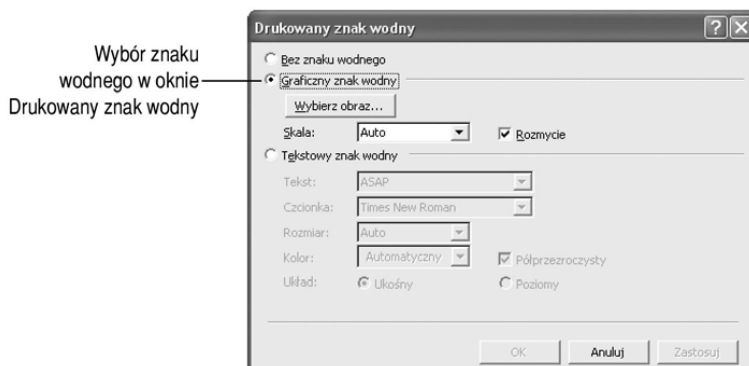 Wybór znaku
wodnego w oknie
Drukowany znak wodny
Drukowany znak wodny
Bez znaku wodnego
Graficzny znak wodny
Wybierz obraz...
Skala: Auto Rozmycie
Tekstowy znak wodny
Tekst: ASAP
Czcionka: Times New Roman
Rozmiar: Auto
Kolor: Automatyczny Półprzezroczysty
Układ: Ukośny Poziomy
OK Anuluj Zastosuj